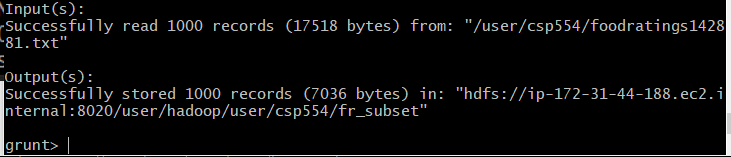 Input(s):
Successfully read 1000 records (17518 bytes) from: "/user/csp554/foodratings1428
81.txt"
Output(s):
Successfully stored 1000 records (7036 bytes) in: "hdfs://ip-172-31-44-188.ec2.i
nternal:8020/user/hadoop/user/csp554/fr_subset"
grunt>